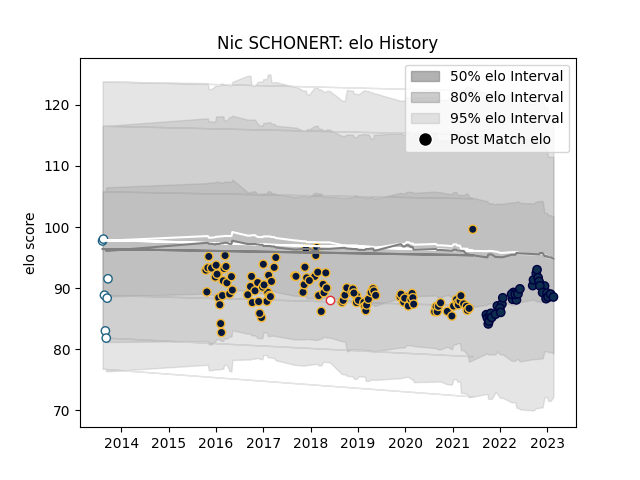 Nic SCHONERT: elo History
50% elo Interval
80% elo Interval
95% elo Interval
Post Match elo
elo score
120
110
100
90
80
70
2014 2015 2016 2017 2018 2019 2020 2021 2022 2023